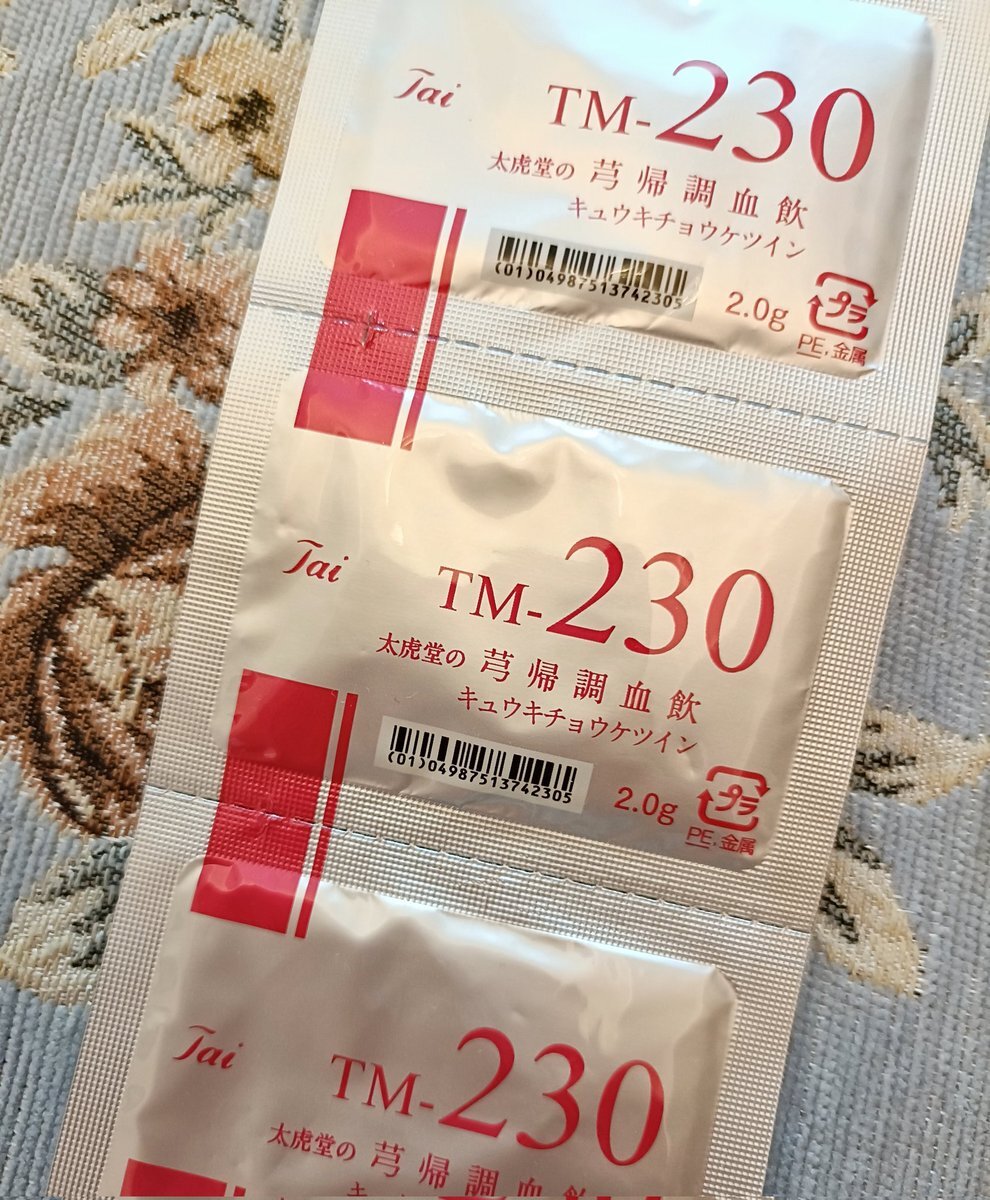 Tai
TM-230
太虎堂の 芎帰調血飲
キュウキチョウケツイン
(01)04987513742305
2.0g
プラ
PE,金属
Tai
TM-230
太虎堂の 芎帰調血飲
キュウキチョウケツイン
(01)04987513742305
2.0g
プラ
PE,金属
Tai
TM-230
太虎堂の 芎帰調血